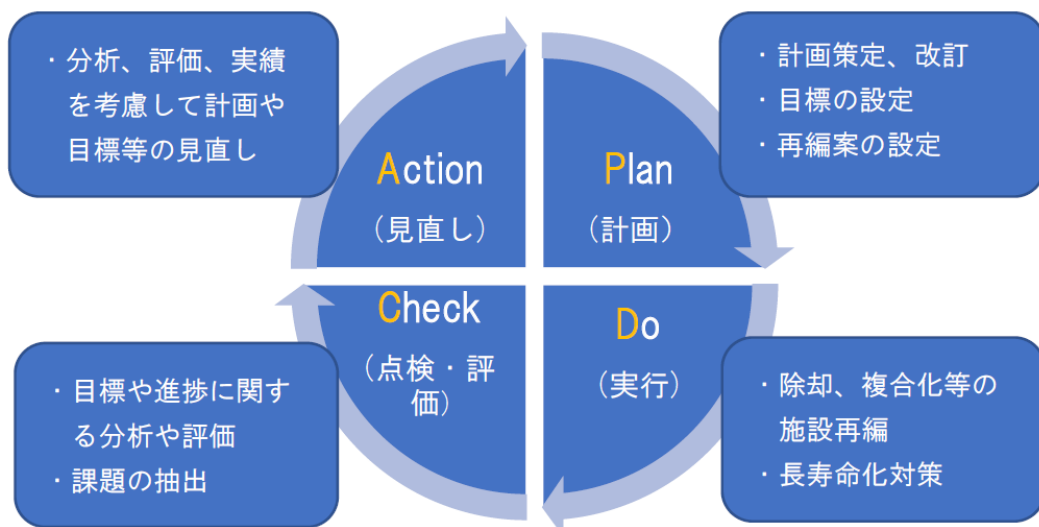 ・分析、評価、実績
を考慮して計画や
目標等の見直し
Action
（見直し）
Plan
（計画）
・計画策定、改訂
・目標の設定
・再編案の設定
Check
（点検・評
価）
Do
（実行）
・目標や進捗に関す
る分析や評価
・課題の抽出
・除却、複合化等の
施設再編
・長寿命化対策